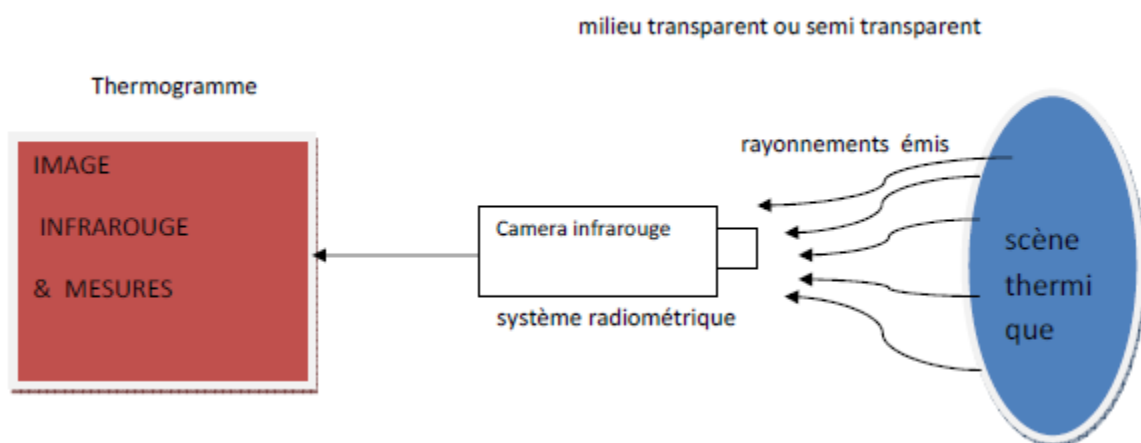 milieu transparent ou semi transparent
Thermogramme
rayonnements émis
IMAGE
INFRAROUGE
& MESURES
Camera infrarouge
système radiométrique
scène
thermi
que